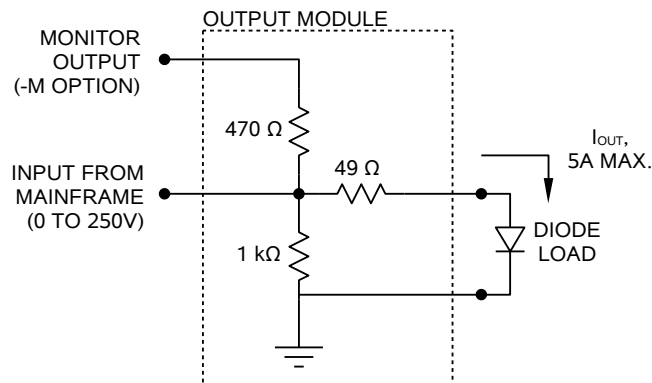 OUTPUT MODULE
MONITOR
OUTPUT
(-M OPTION)
470 Ω
49 Ω
IOUT,
5A MAX.
INPUT FROM
MAINFRAME
(0 TO 250V)
1 kΩ
DIODE
LOAD